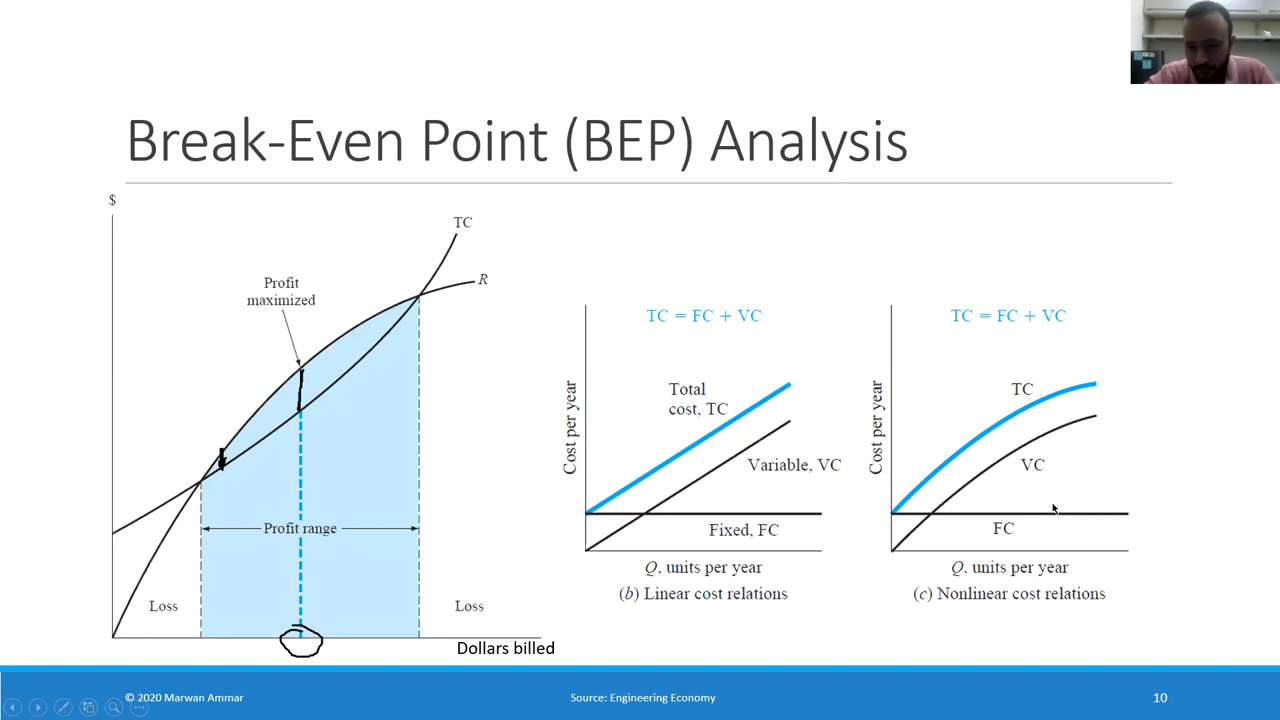 Break-Even Point (BEP) Analysis
$
TC
R
Profit
maximized
Profit range
Loss
Loss
Dollars billed
TC = FC + VC
Cost per year
Total
cost, TC
Variable, VC
Fixed, FC
Q, units per year
(b) Linear cost relations
TC = FC + VC
Cost per year
TC
VC
FC
Q, units per year
(c) Nonlinear cost relations
© 2020 Marwan Ammar
Source: Engineering Economy
10